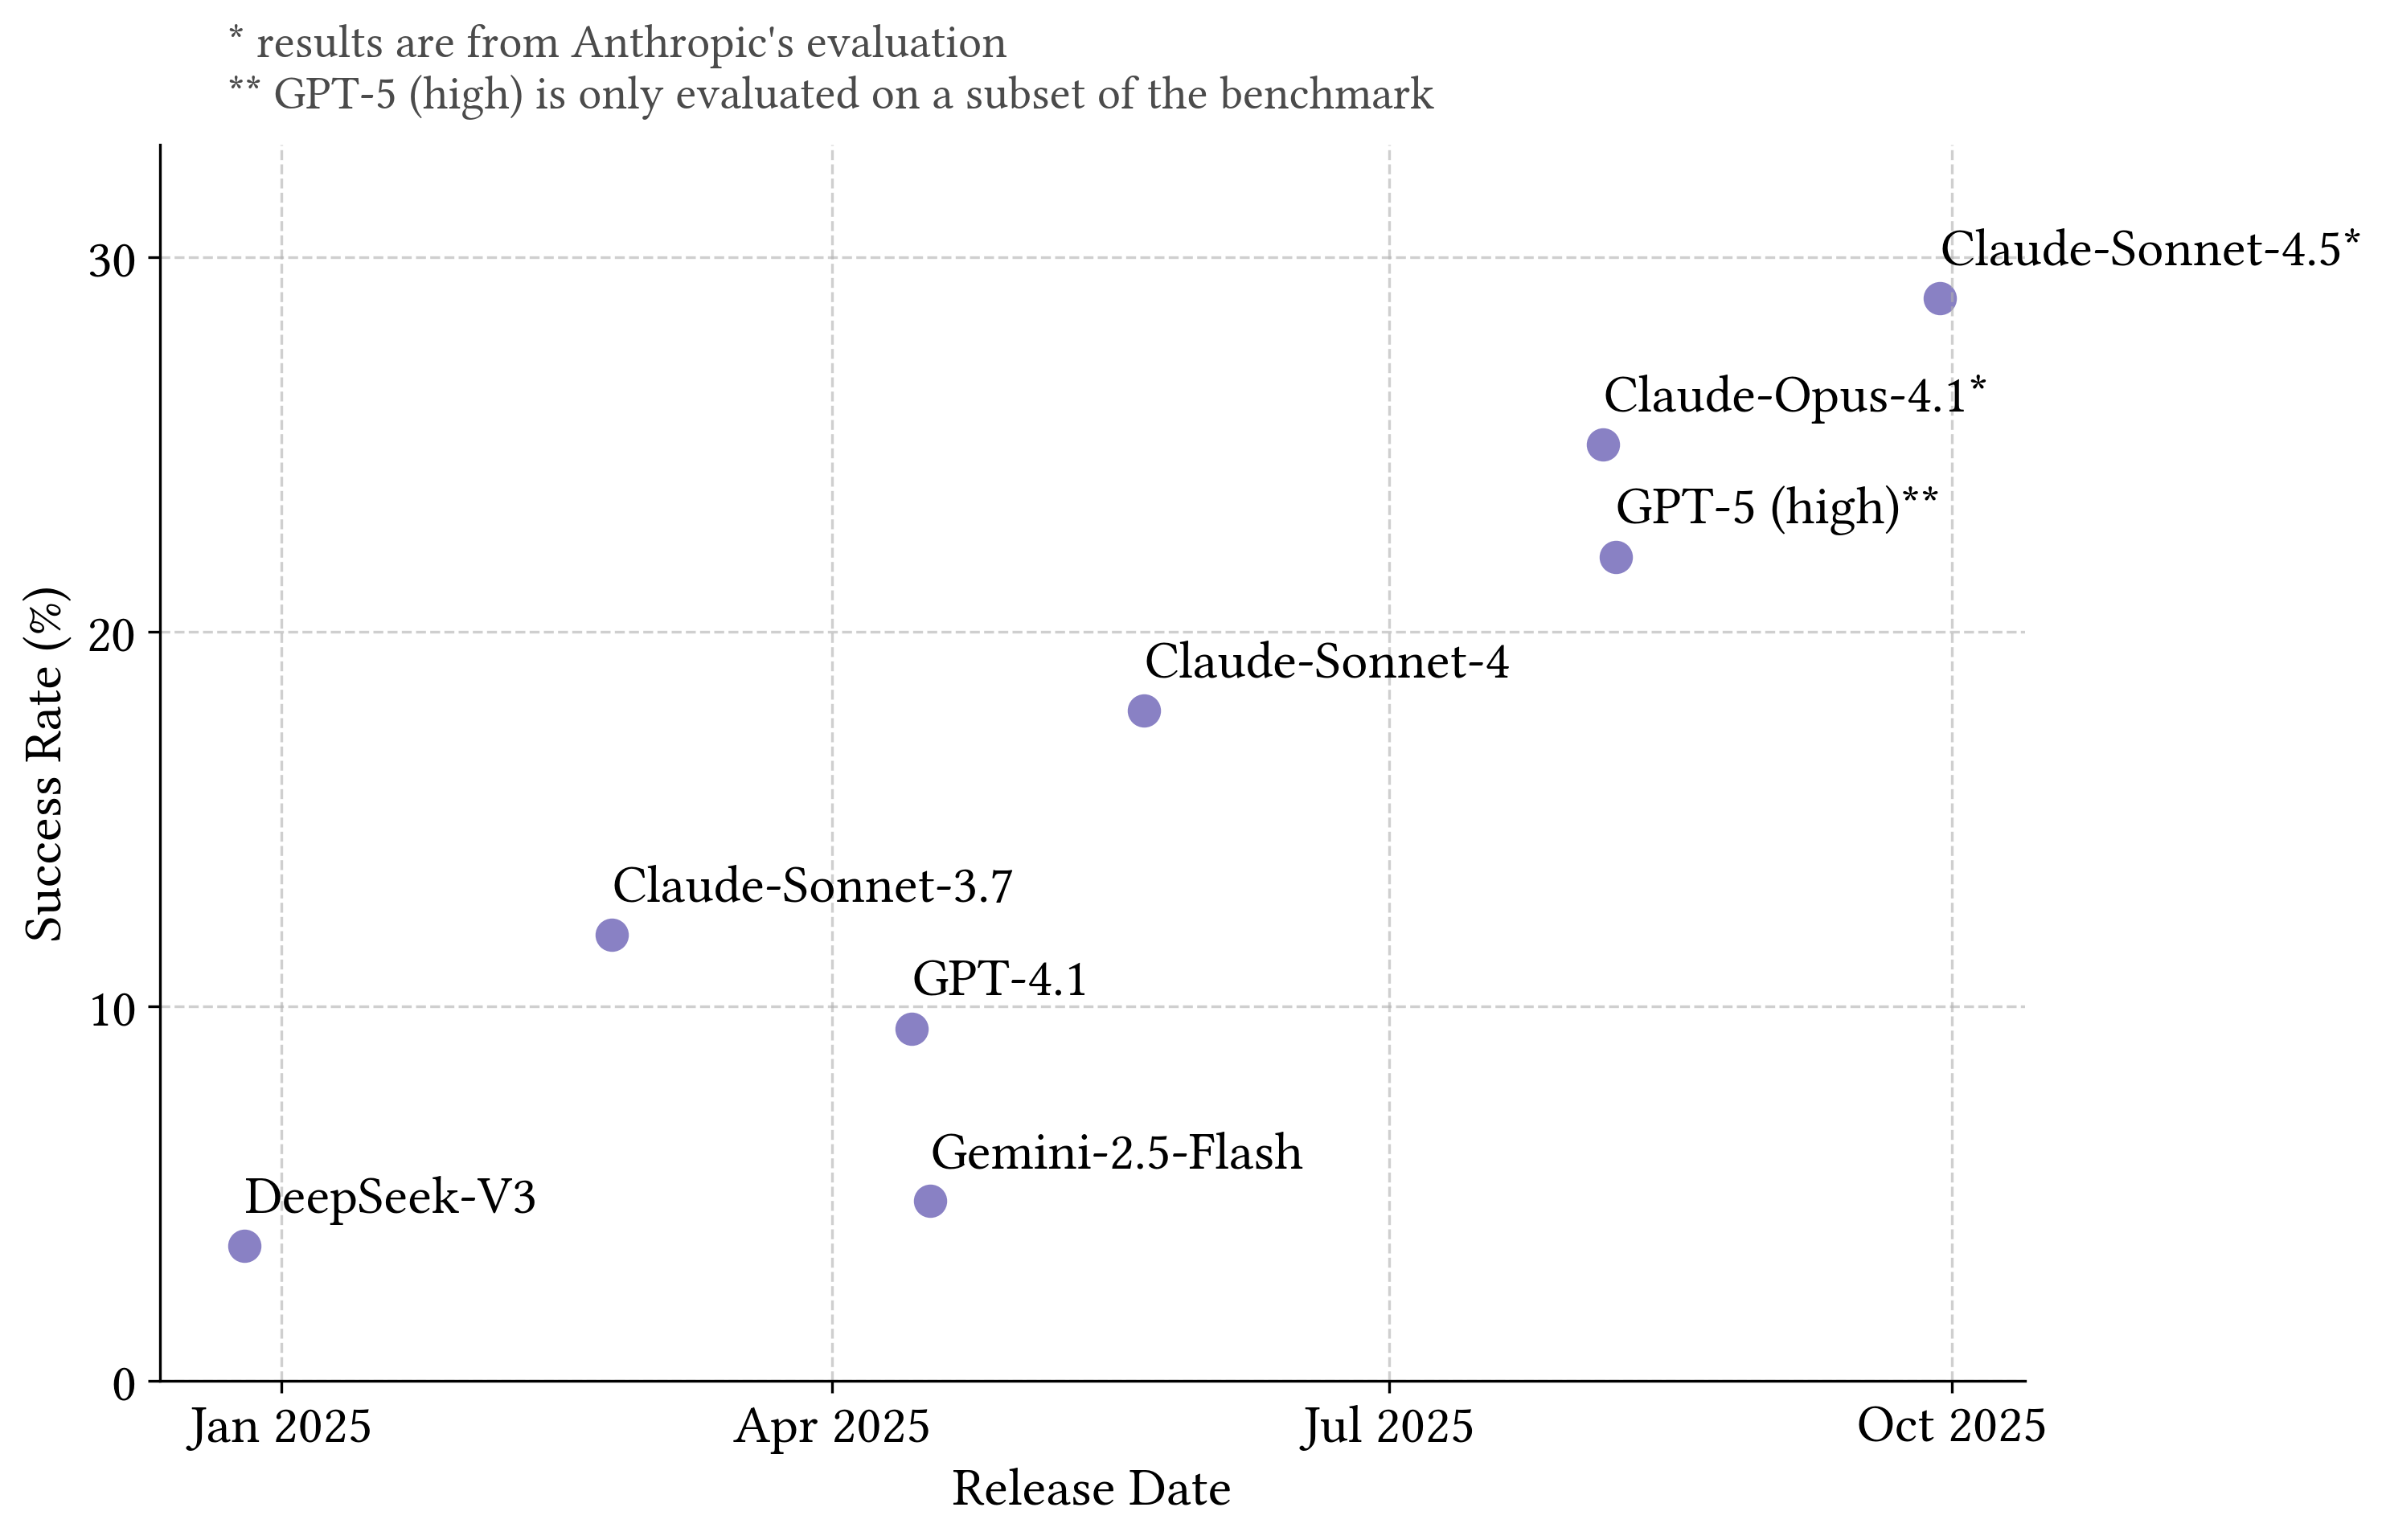 * results are from Anthropic's evaluation
** GPT-5 (high) is only evaluated on a subset of the benchmark
30
Claude-Sonnet-4.5*
Claude-Opus-4.1*
GPT-5 (high)**
20
Claude-Sonnet-4
Success Rate (%)
Claude-Sonnet-3.7
GPT-4.1
10
Gemini-2.5-Flash
DeepSeek-V3
0
Jan 2025
Apr 2025
Jul 2025
Oct 2025
Release Date